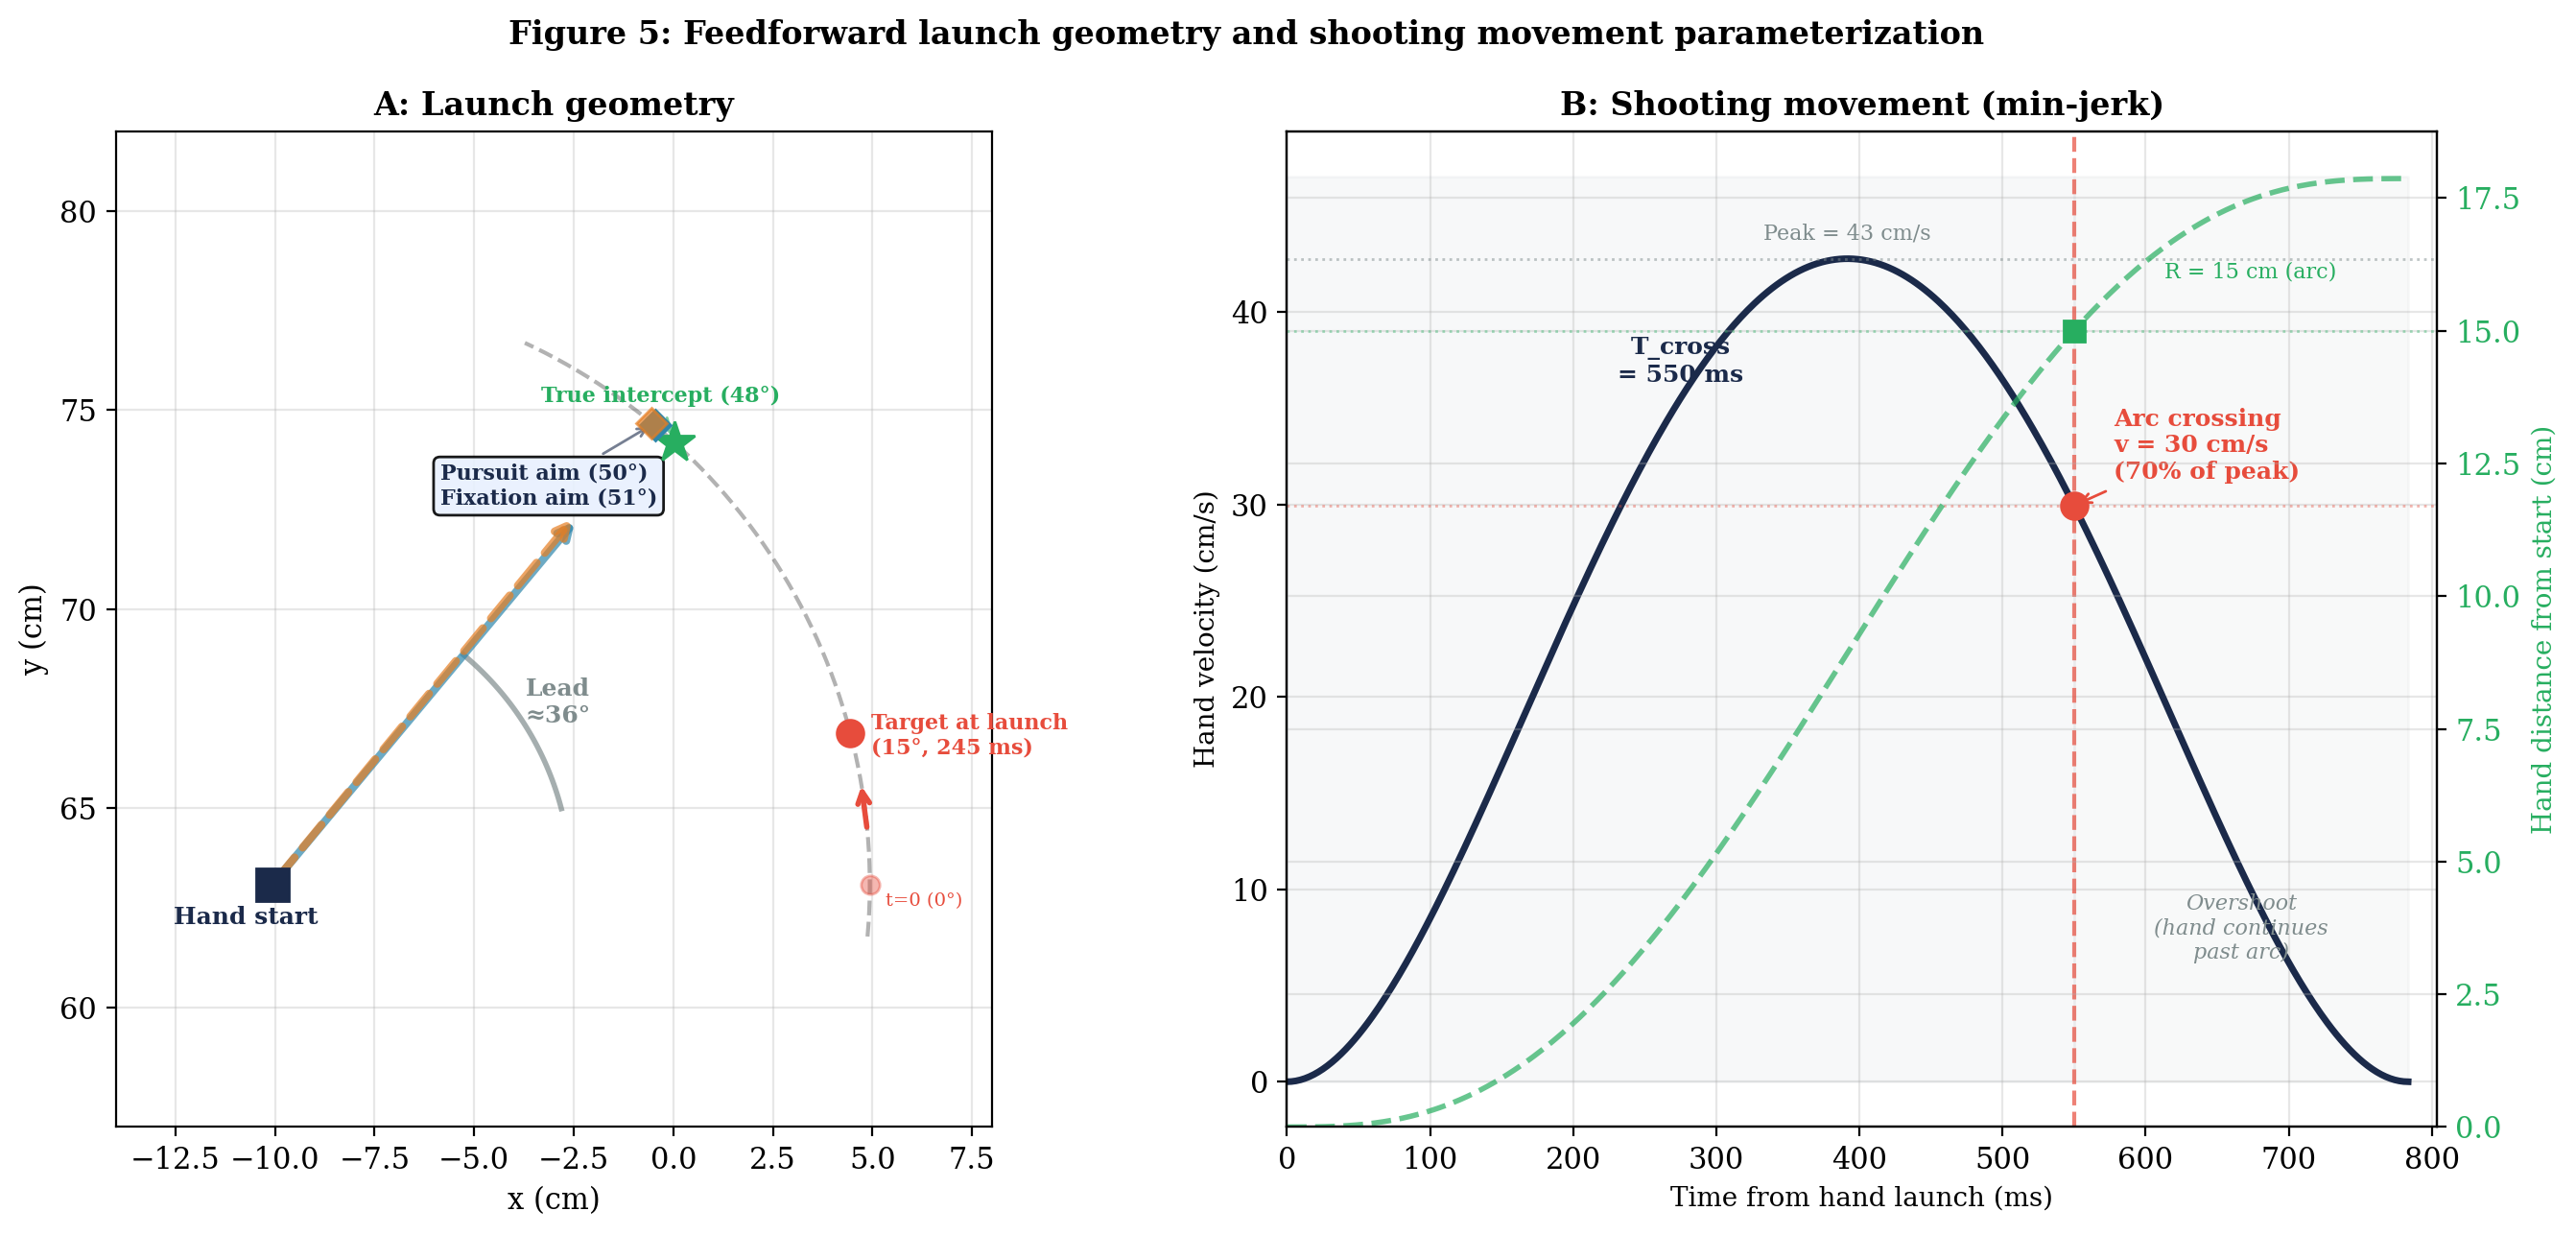 Figure 5: Feedforward launch geometry and shooting movement parameterization
A: Launch geometry
80
75
70
65
60
y (cm)
True intercept (48°)
Pursuit aim (50°)
Fixation aim (51°)
Lead
≈36°
Target at launch
(15°, 245 ms)
t=0 (0°)
Hand start
−12.5 −10.0 −7.5 −5.0 −2.5 0.0 2.5 5.0 7.5
x (cm)
B: Shooting movement (min-jerk)
40
30
20
10
0
Hand velocity (cm/s)
Peak = 43 cm/s
R = 15 cm (arc)
T_cross
= 550 ms
Arc crossing
v = 30 cm/s
(70% of peak)
Overshoot
(hand continues
past arc)
17.5
15.0
12.5
10.0
7.5
5.0
2.5
0.0
Hand distance from start (cm)
0 100 200 300 400 500 600 700 800
Time from hand launch (ms)